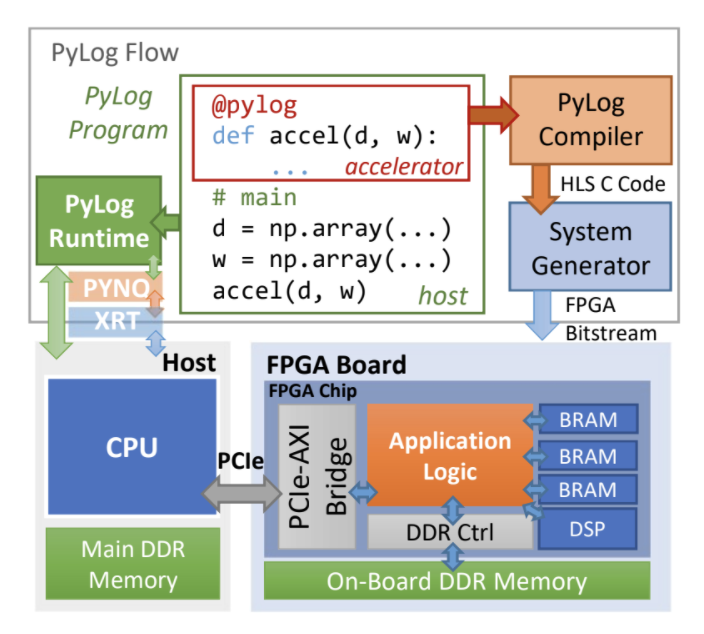 PyLog Flow
PyLog
Program
@pylog
def accel(d, w):
...
accelerator
# main
d = np.array(...)
w = np.array(...)
accel(d, w)
host
PyLog
Compiler
HLS C Code
System
Generator
FPGA
Bitstream
PyLog
Runtime
PYNQ
XRT
Host
CPU
Main DDR
Memory
PCIe
FPGA Board
FPGA Chip
PCIe-AXI
Bridge
Application
Logic
BRAM
BRAM
BRAM
DSP
DDR Ctrl
On-Board DDR Memory